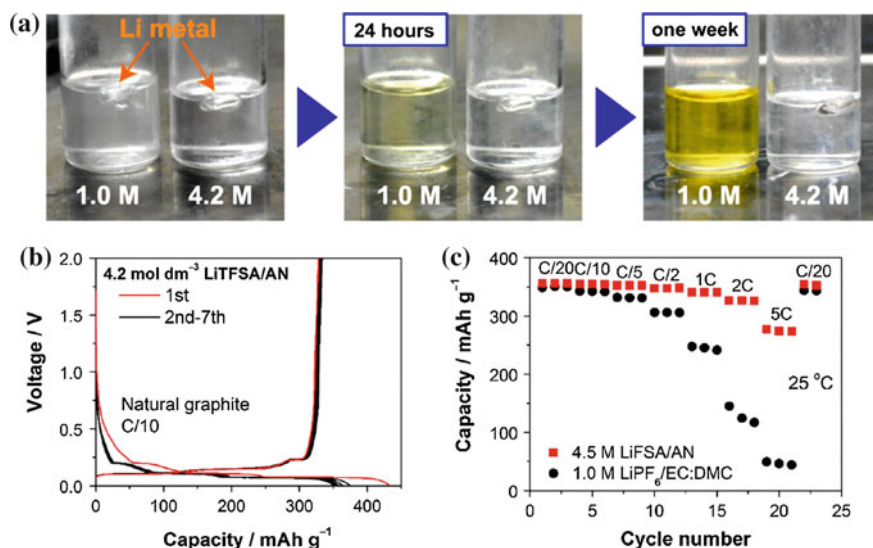 (a)
Li metal
24 hours
one week
1.0 M 4.2 M
1.0 M 4.2 M
1.0 M 4.2 M
(b)
2.0
1.5
1.0
0.5
0.0
Voltage / V
4.2 mol dm⁻³ LiTFSA/AN
1st
2nd-7th
Natural graphite
C/10
0 100 200 300 400
Capacity / mAh g⁻¹
(c)
400
300
200
100
0
Capacity / mAh g⁻¹
C/20 C/10 C/5 C/2 1C 2C 5C C/20
25 °C
4.5 M LiFSA/AN
1.0 M LiPF₆/EC:DMC
0 5 10 15 20 25
Cycle number